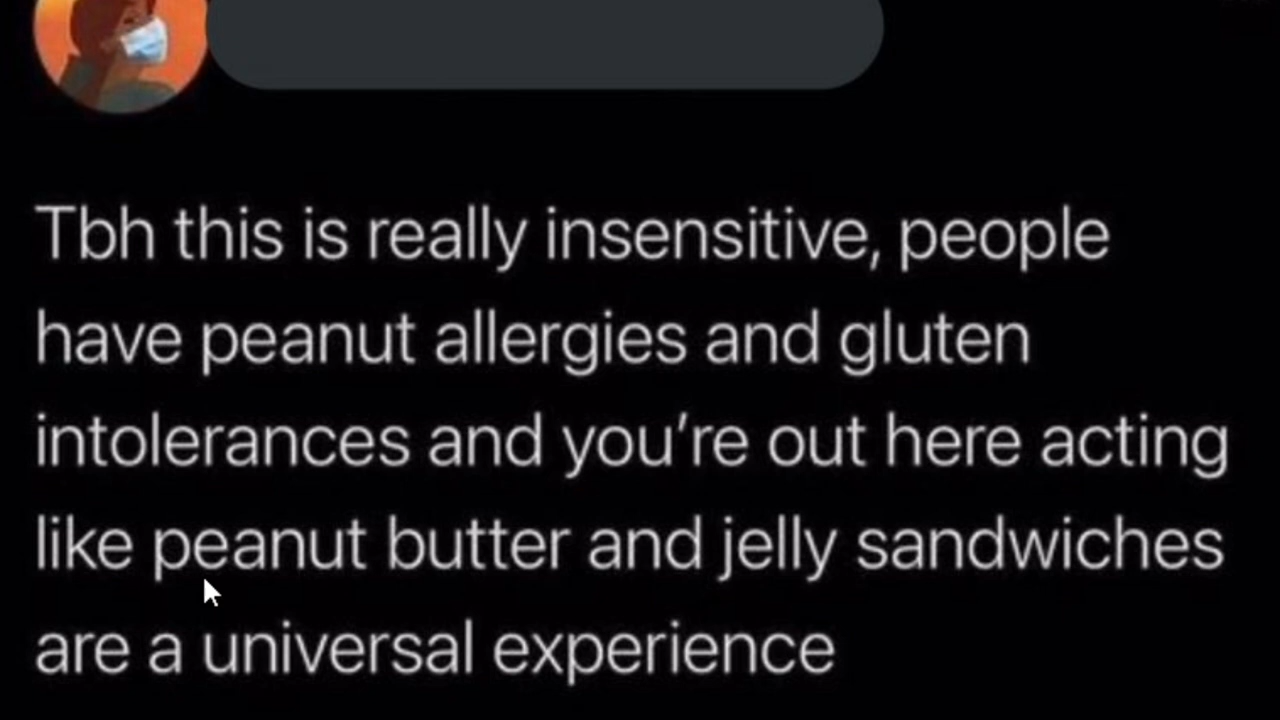 Tbh this is really insensitive, people
have peanut allergies and gluten
intolerances and you’re out here acting
like peanut butter and jelly sandwiches
are a universal experience